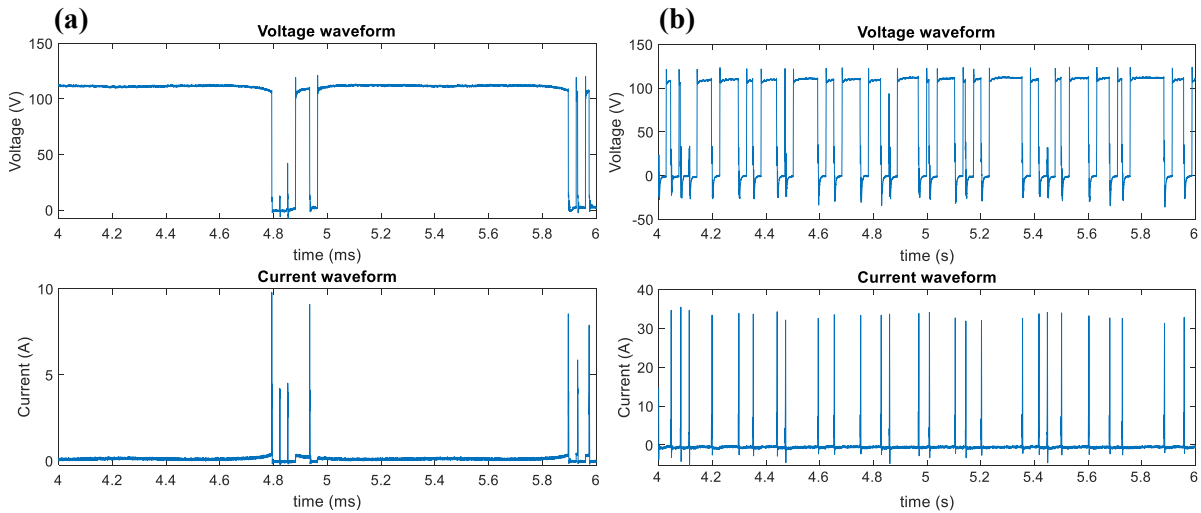 (a)
Voltage waveform
150
100
50
0
Voltage (V)
4 4.2 4.4 4.6 4.8 5 5.2 5.4 5.6 5.8 6
time (ms)
Current waveform
10
5
0
Current (A)
4 4.2 4.4 4.6 4.8 5 5.2 5.4 5.6 5.8 6
time (ms)
(b)
Voltage waveform
150
100
50
0
-50
Voltage (V)
4 4.2 4.4 4.6 4.8 5 5.2 5.4 5.6 5.8 6
time (s)
Current waveform
40
30
20
10
0
Current (A)
4 4.2 4.4 4.6 4.8 5 5.2 5.4 5.6 5.8 6
time (s)